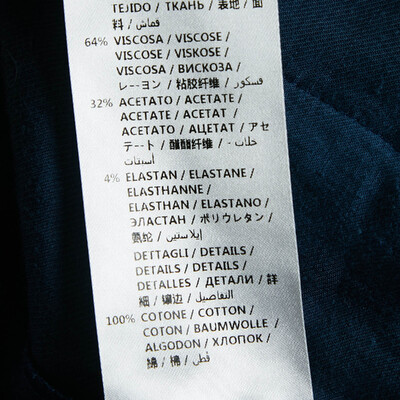 TEJIDO / ТКАНЬ / 表地 / 面
料 / قماش /
64% VISCOSA / VISCOSE /
VISCOSE / VISKOSE /
VISCOSA / ВИСКОЗА /
レーヨン / 粘胶纤维 / فسكوز
32% ACETATO / ACETATE /
ACETATE / ACETAT /
ACETATO / АЦЕТАТ / アセ
テート / 醋酯纤维 / خلات -
أسيتات
4% ELASTAN / ELASTANE /
ELASTHANNE /
ELASTHAN / ELASTANO /
ЭЛАСТАН / ポリウレタン /
氨纶 / إيلاستين
DETTAGLI / DETAILS /
DETAILS / DETAILS /
DETALLES / ДЕТАЛИ / 詳
細 / 镶边 / التفاصيل
100% COTONE / COTTON /
COTON / BAUMWOLLE /
ALGODON / ХЛОПОК /
綿 / 棉 / قطن